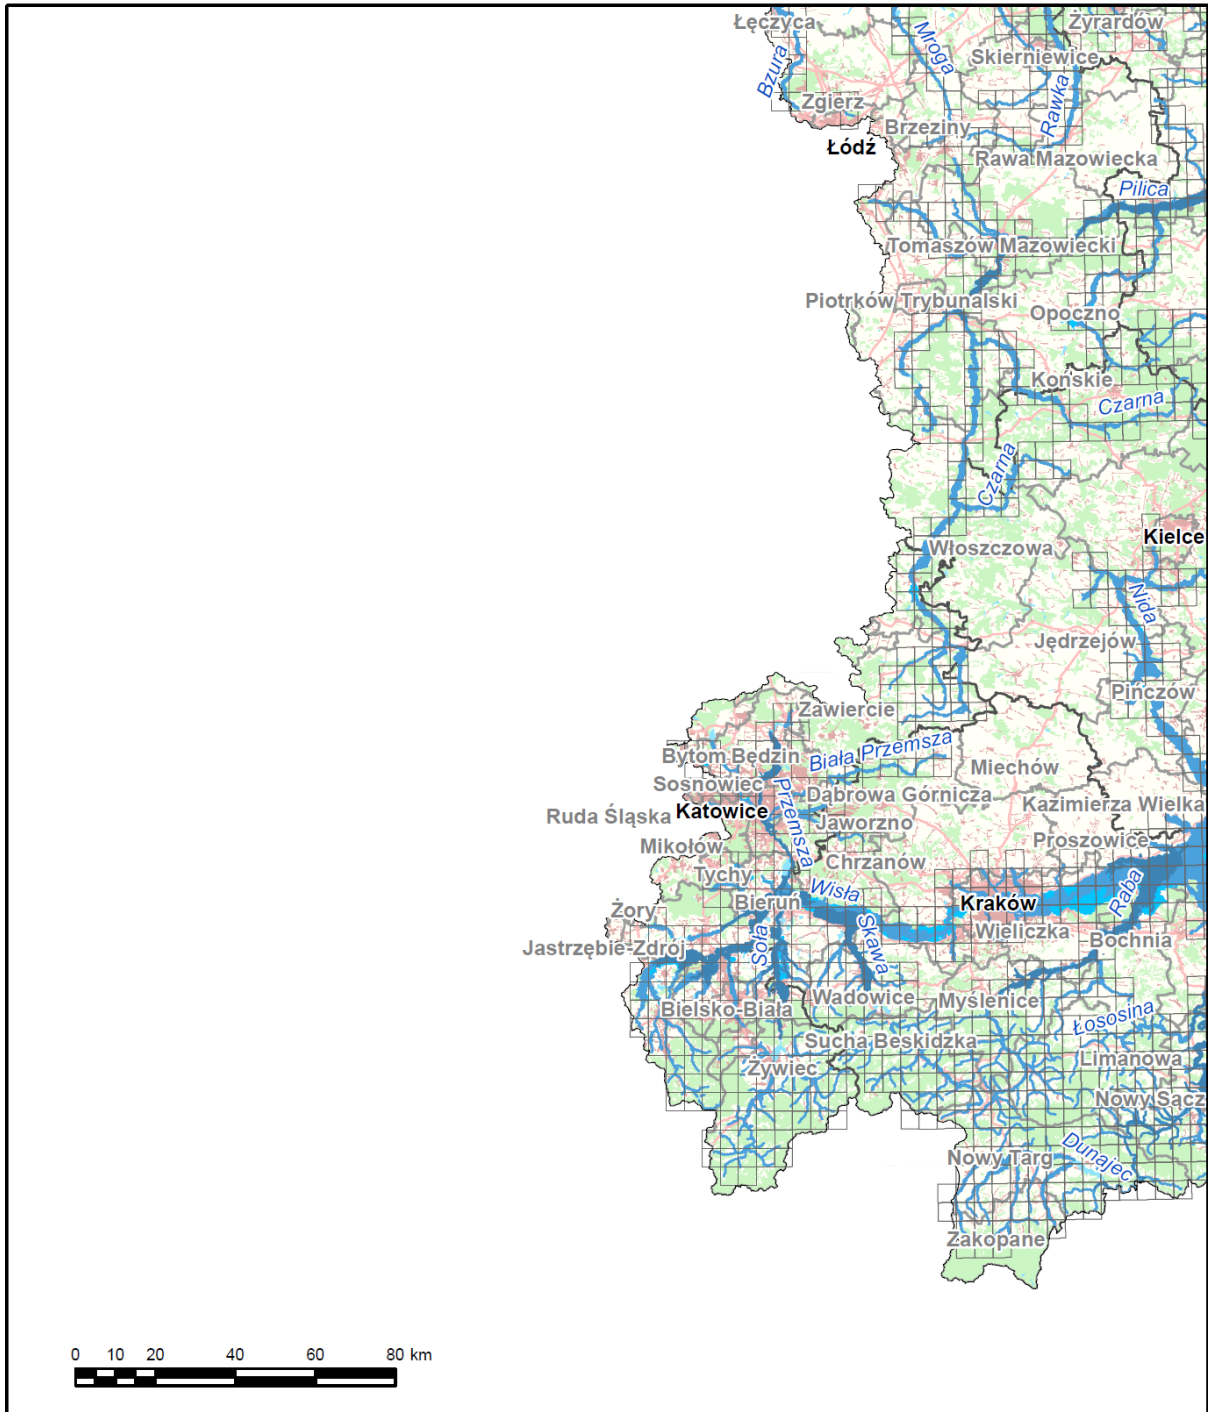 Łęczyca
Mroga
Żyrardów
Skierniewice
Bzura
Zgierz
Rawka
Brzeziny
Łódź
Rawa Mazowiecka
Pilica
Tomaszów Mazowiecki
Piotrków Trybunalski
Opoczno
Końskie
Czarna
Czarna
Kielce
Włoszczowa
Nida
Jędrzejów
Pińczów
Zawiercie
Biała Przemsza
Bytom
Będzin
Miechów
Sosnowiec
Przemsza
Dąbrowa Górnicza
Kazimierza Wielka
Ruda Śląska
Katowice
Jaworzno
Proszowice
Mikołów
Chrzanów
Tychy
Wisła
Raba
Bieruń
Kraków
Żory
Wieliczka
Bochnia
Jastrzębie-Zdrój
Soła
Skawa
Wadowice
Myślenice
Bielsko-Biała
Łososina
Sucha Beskidzka
Limanowa
Żywiec
Nowy Sącz
Nowy Targ
Dunajec
Zakopane
0 10 20 40 60 80 km